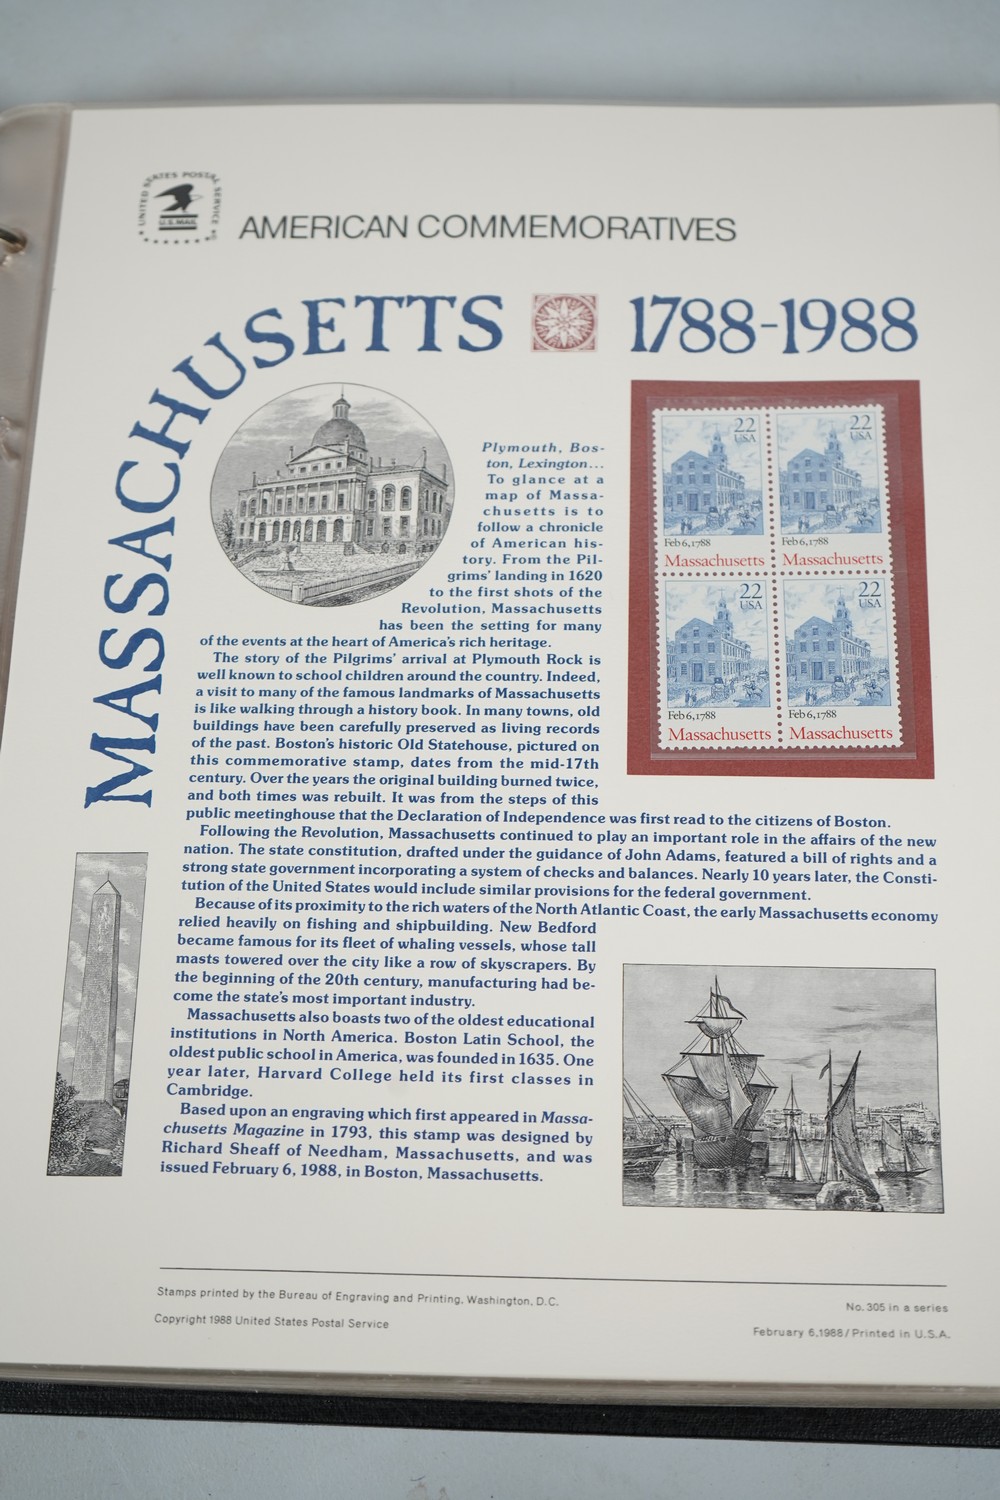 UNITED STATES POSTAL SERVICE
U.S.MAIL
AMERICAN COMMEMORATIVES
MASSACHUSETTS 1788-1988
Plymouth, Bos-
ton, Lexington...
To glance at a
map of Massa-
chusetts is to
follow a chronicle
of American his-
tory. From the Pil-
grims' landing in 1620
to the first shots of the
Revolution, Massachusetts
has been the setting for many
of the events at the heart of America's rich heritage.
The story of the Pilgrims' arrival at Plymouth Rock is
well known to school children around the country. Indeed,
a visit to many of the famous landmarks of Massachusetts
is like walking through a history book. In many towns, old
buildings have been carefully preserved as living records
of the past. Boston's historic Old Statehouse, pictured on
this commemorative stamp, dates from the mid-17th
century. Over the years the original building burned twice,
and both times was rebuilt. It was from the steps of this
public meetinghouse that the Declaration of Independence was first read to the citizens of Boston.
Following the Revolution, Massachusetts continued to play an important role in the affairs of the new
nation. The state constitution, drafted under the guidance of John Adams, featured a bill of rights and a
strong state government incorporating a system of checks and balances. Nearly 10 years later, the Consti-
tution of the United States would include similar provisions for the federal government.
Because of its proximity to the rich waters of the North Atlantic Coast, the early Massachusetts economy
relied heavily on fishing and shipbuilding. New Bedford
became famous for its fleet of whaling vessels, whose tall
masts towered over the city like a row of skyscrapers. By
the beginning of the 20th century, manufacturing had be-
come the state's most important industry.
Massachusetts also boasts two of the oldest educational
institutions in North America. Boston Latin School, the
oldest public school in America, was founded in 1635. One
year later, Harvard College held its first classes in
Cambridge.
Based upon an engraving which first appeared in Massa-
chusetts Magazine in 1793, this stamp was designed by
Richard Sheaff of Needham, Massachusetts, and was
issued February 6, 1988, in Boston, Massachusetts.
22 22
USA USA
Feb 6, 1788 Feb 6, 1788
Massachusetts Massachusetts
22 22
USA USA
Feb 6, 1788 Feb 6, 1788
Massachusetts Massachusetts
Stamps printed by the Bureau of Engraving and Printing, Washington, D.C.
Copyright 1988 United States Postal Service
No. 305 in a series
February 6, 1988/Printed in U.S.A.